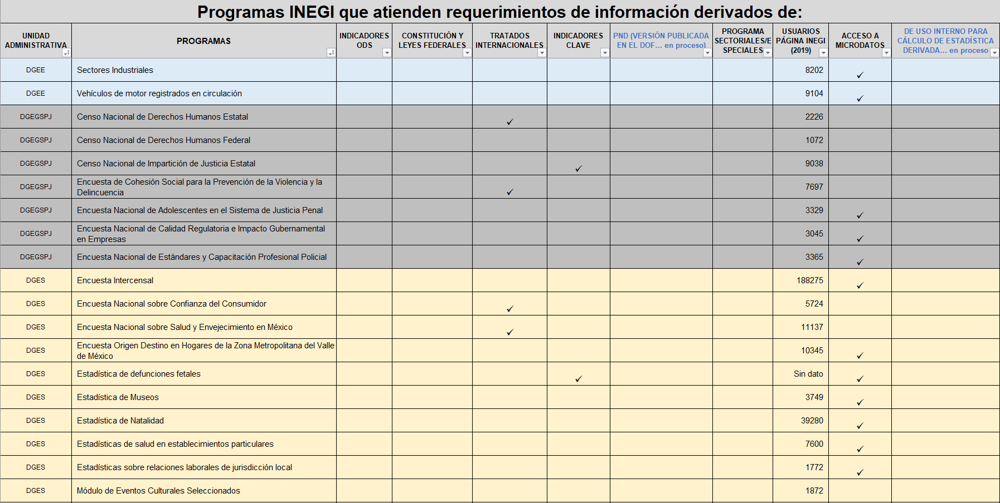 Programas INEGI que atienden requerimientos de información derivados de:
UNIDAD ADMINISTRATIVA PROGRAMAS INDICADORES ODS CONSTITUCIÓN Y LEYES FEDERALES TRATADOS INTERNACIONALES INDICADORES CLAVE PND (VERSIÓN PUBLICADA EN EL DOF... en proceso) PROGRAMA SECTORIALES/E SPECIALES USUARIOS PÁGINA INEGI (2019) ACCESO A MICRODATOS DE USO INTERNO PARA CÁLCULO DE ESTADÍSTICA DERIVADA... en proceso
DGEE Sectores Industriales 8202 ✓
DGEE Vehículos de motor registrados en circulación 9104 ✓
DGEGSPJ Censo Nacional de Derechos Humanos Estatal ✓ 2226
DGEGSPJ Censo Nacional de Derechos Humanos Federal 1072
DGEGSPJ Censo Nacional de Impartición de Justicia Estatal ✓ 9038
DGEGSPJ Encuesta de Cohesión Social para la Prevención de la Violencia y la Delincuencia ✓ 7697
DGEGSPJ Encuesta Nacional de Adolescentes en el Sistema de Justicia Penal 3329 ✓
DGEGSPJ Encuesta Nacional de Calidad Regulatoria e Impacto Gubernamental en Empresas 3045 ✓
DGEGSPJ Encuesta Nacional de Estándares y Capacitación Profesional Policial 3365 ✓
DGES Encuesta Intercensal 188275 ✓
DGES Encuesta Nacional sobre Confianza del Consumidor ✓ 5724
DGES Encuesta Nacional sobre Salud y Envejecimiento en México ✓ 11137
DGES Encuesta Origen Destino en Hogares de la Zona Metropolitana del Valle de México 10345 ✓
DGES Estadística de defunciones fetales ✓ Sin dato ✓
DGES Estadística de Museos 3749 ✓
DGES Estadística de Natalidad 39280 ✓
DGES Estadísticas de salud en establecimientos particulares 7600 ✓
DGES Estadísticas sobre relaciones laborales de jurisdicción local 1772 ✓
DGES Módulo de Eventos Culturales Seleccionados 1872